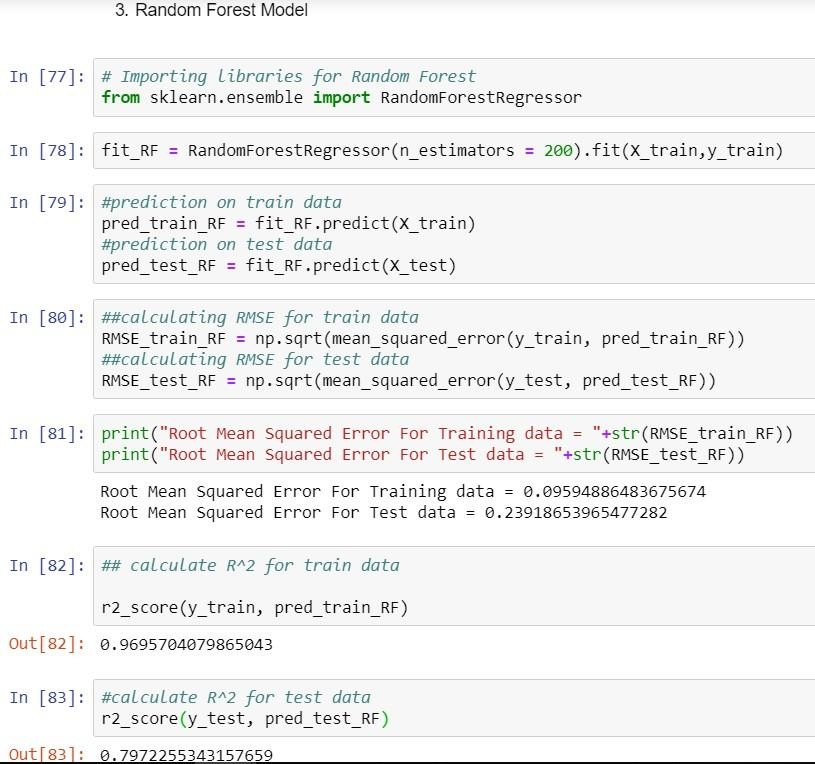 3. Random Forest Model
In [77]: # Importing libraries for Random Forest
from sklearn.ensemble import RandomForestRegressor
In [78]: fit_RF = RandomForestRegressor(n_estimators = 200).fit(X_train,y_train)
In [79]: #prediction on train data
pred_train_RF = fit_RF.predict(X_train)
#prediction on test data
pred_test_RF = fit_RF.predict(X_test)
In [80]: ##calculating RMSE for train data
RMSE_train_RF = np.sqrt(mean_squared_error(y_train, pred_train_RF))
##calculating RMSE for test data
RMSE_test_RF = np.sqrt(mean_squared_error(y_test, pred_test_RF))
In [81]: print("Root Mean Squared Error For Training data = "+str(RMSE_train_RF))
print("Root Mean Squared Error For Test data = "+str(RMSE_test_RF))
Root Mean Squared Error For Training data = 0.09594886483675674
Root Mean Squared Error For Test data = 0.23918653965477282
In [82]: ## calculate R^2 for train data
r2_score(y_train, pred_train_RF)
Out[82]: 0.9695704079865043
In [83]: #calculate R^2 for test data
r2_score(y_test, pred_test_RF)
Out[83]: 0.7972255343157659